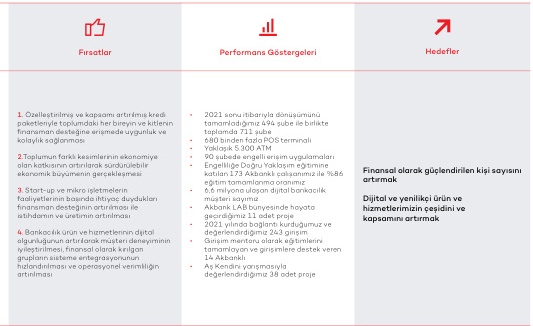 Fırsatlar
1. Özelleştirilmiş ve kapsamı artırılmış kredi
paketleriyle toplumdaki her bireyin ve kitlenin
finansman desteğine erişmede uygunluk ve
kolaylık sağlanması
2.Toplumun farklı kesimlerinin ekonomiye
olan katkısının artırılarak sürdürülebilir
ekonomik büyümenin gerçekleşmesi
3. Start-up ve mikro işletmelerin
faaliyetlerinin başında ihtiyaç duydukları
finansman desteğinin artırılması ile
istihdamın ve üretimin artırılması
4. Bankacılık ürün ve hizmetlerinin dijital
olgunluğunun artırılarak müşteri deneyiminin
iyileştirilmesi, finansal olarak kırılgan
grupların sisteme entegrasyonunun
hızlandırılması ve operasyonel verimliliğin
artırılması
Performans Göstergeleri
• 2021 sonu itibarıyla dönüşümünü
tamamladığımız 494 şube ile birlikte
toplamda 711 şube
• 680 binden fazla POS terminali
• Yaklaşık 5.300 ATM
• 90 şubede engelli erişim uygulamaları
• Engelliliğe Doğru Yaklaşım eğitimine
katılan 173 Akbanklı çalışanımız ile %86
eğitim tamamlanma oranımız
• 6,6 milyona ulaşan dijital bankacılık
müşteri sayımız
• Akbank LAB bünyesinde hayata
geçirdiğimiz 11 adet proje
• 2021 yılında bağlantı kurduğumuz ve
değerlendirdiğimiz 243 girişim
• Girişim mentoru olarak eğitimlerini
tamamlayan ve girişimlere destek veren
14 Akbanklı
• Aş Kendini yarışmasıyla
değerlendirdiğimiz 38 adet proje
Hedefler
Finansal olarak güçlendirilen kişi sayısını
artırmak
Dijital ve yenilikçi ürün ve
hizmetlerimizin çeşidini ve
kapsamını artırmak